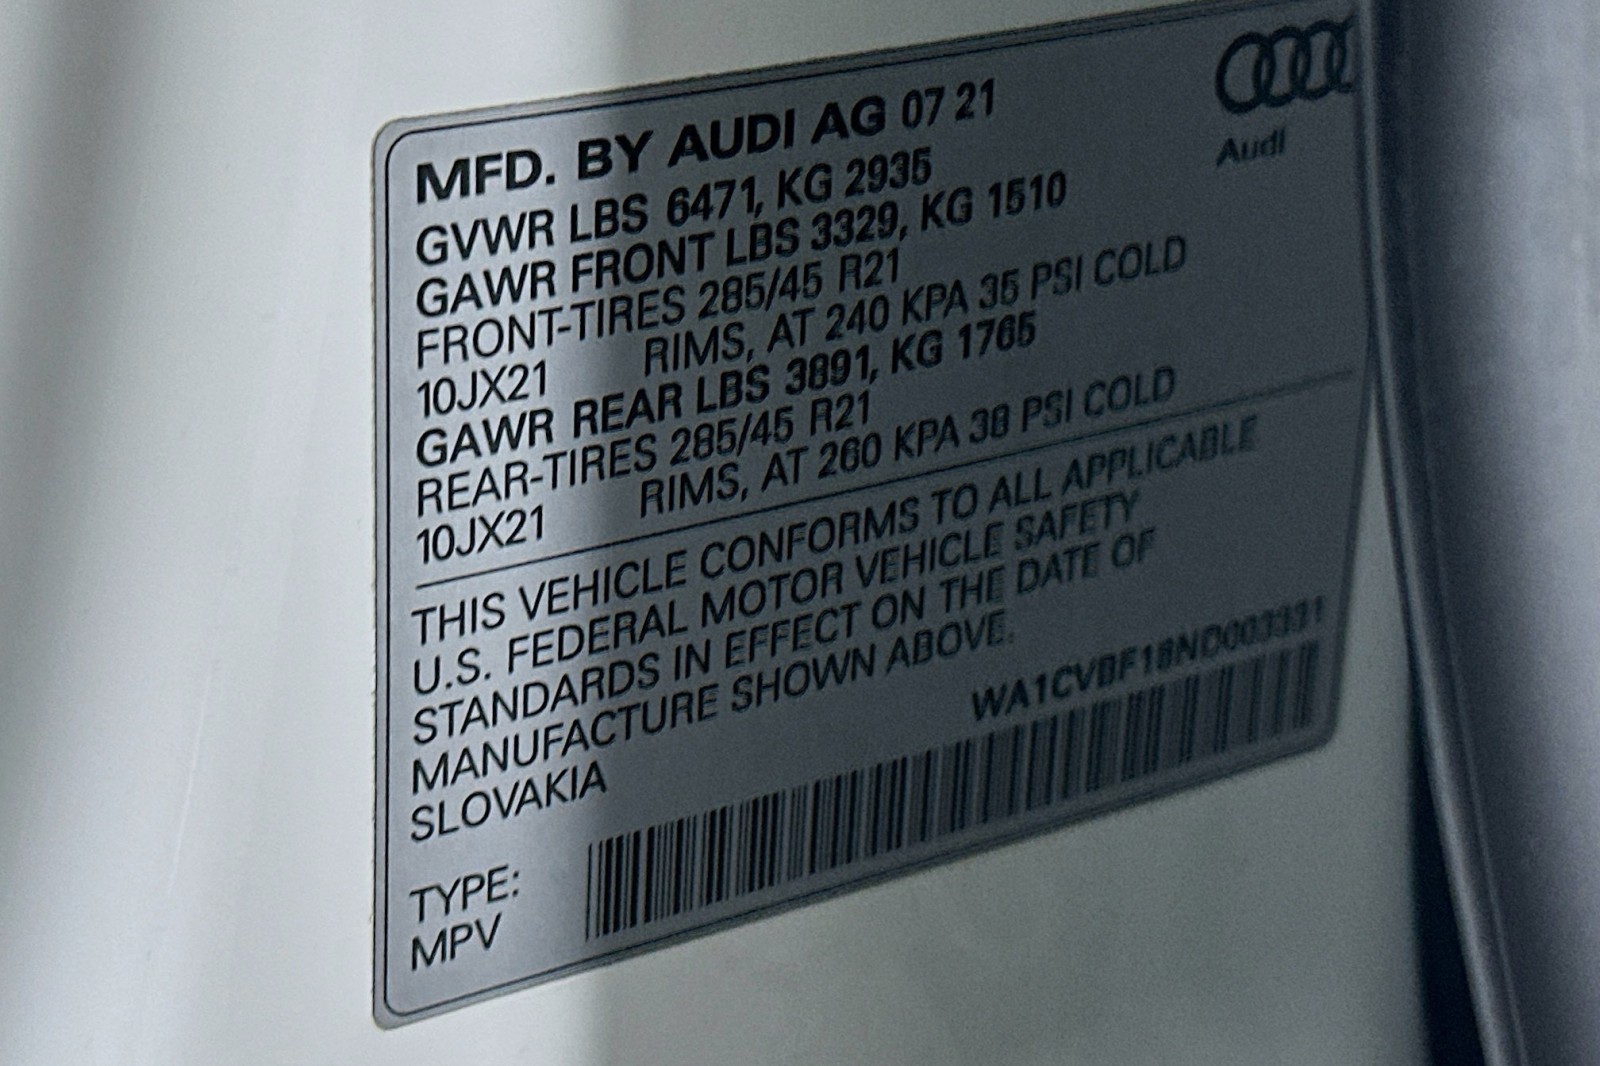 MFD. BY AUDI AG 07 21
Audi
GVWR LBS 6471, KG 2935
GAWR FRONT LBS 3329, KG 1510
FRONT-TIRES 285/45 R21
10JX21 RIMS, AT 240 KPA 35 PSI COLD
GAWR REAR LBS 3891, KG 1765
REAR-TIRES 285/45 R21
10JX21 RIMS, AT 260 KPA 38 PSI COLD
THIS VEHICLE CONFORMS TO ALL APPLICABLE
U.S. FEDERAL MOTOR VEHICLE SAFETY
STANDARDS IN EFFECT ON THE DATE OF
MANUFACTURE SHOWN ABOVE.
SLOVAKIA
TYPE:
MPV